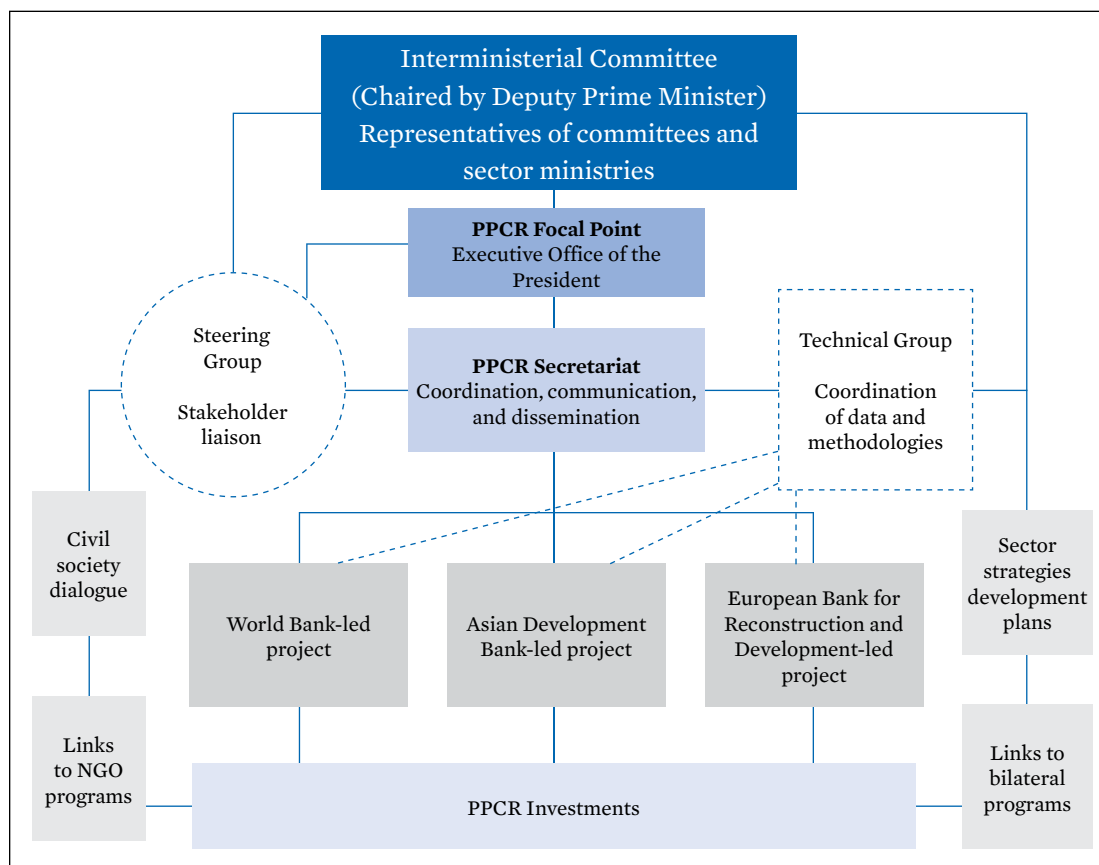 Interministerial Committee
(Chaired by Deputy Prime Minister)
Representatives of committees and
sector ministries
PPCR Focal Point
Executive Office of the
President
Steering
Group
Stakeholder
liaison
PPCR Secretariat
Coordination, communication,
and dissemination
Technical Group
Coordination
of data and
methodologies
Civil
society
dialogue
World Bank-led
project
Asian Development
Bank-led project
European Bank for
Reconstruction and
Development-led
project
Sector
strategies
development
plans
Links
to NGO
programs
PPCR Investments
Links to
bilateral
programs